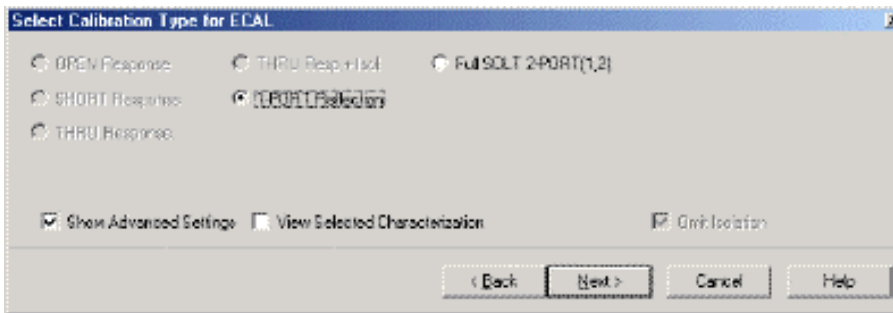 Select Calibration Type for ECAL
OPEN Response THRU Resp + Isol Full SOLT 2-PORT(1,2)
SHORT Response 1-PORT Reflection
THRU Response
Show Advanced Settings View Selected Characterization Omit Isolation
< Back Next > Cancel Help